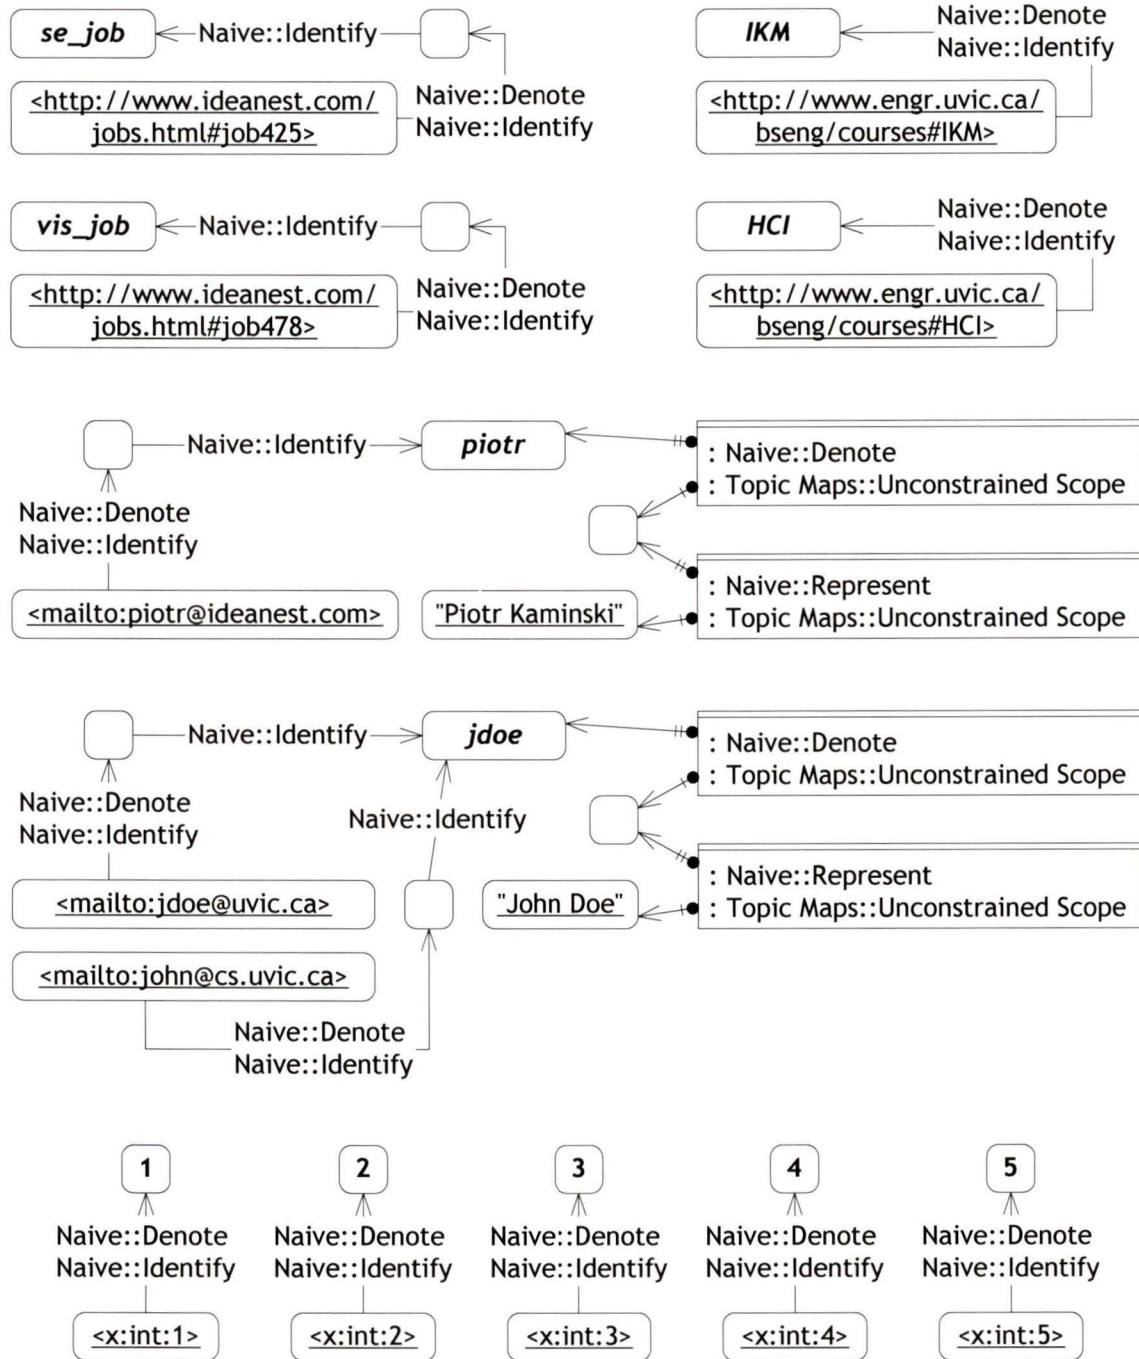 se_job
Naive::Identify
<http://www.ideanest.com/
jobs.html#job425>
Naive::Denote
Naive::Identify
IKM
Naive::Denote
Naive::Identify
<http://www.engr.uvic.ca/
bseng/courses#IKM>
vis_job
Naive::Identify
<http://www.ideanest.com/
jobs.html#job478>
Naive::Denote
Naive::Identify
HCI
Naive::Denote
Naive::Identify
<http://www.engr.uvic.ca/
bseng/courses#HCI>
Naive::Identify
piotr
: Naive::Denote
: Topic Maps::Unconstrained Scope
Naive::Denote
Naive::Identify
: Naive::Represent
: Topic Maps::Unconstrained Scope
<mailto:piotr@ideanest.com>
"Piotr Kaminski"
Naive::Identify
jdoe
: Naive::Denote
: Topic Maps::Unconstrained Scope
Naive::Denote
Naive::Identify
Naive::Identify
: Naive::Represent
: Topic Maps::Unconstrained Scope
<mailto:jdoe@uvic.ca>
"John Doe"
<mailto:john@cs.uvic.ca>
Naive::Denote
Naive::Identify
1
Naive::Denote
Naive::Identify
<x:int:1>
2
Naive::Denote
Naive::Identify
<x:int:2>
3
Naive::Denote
Naive::Identify
<x:int:3>
4
Naive::Denote
Naive::Identify
<x:int:4>
5
Naive::Denote
Naive::Identify
<x:int:5>